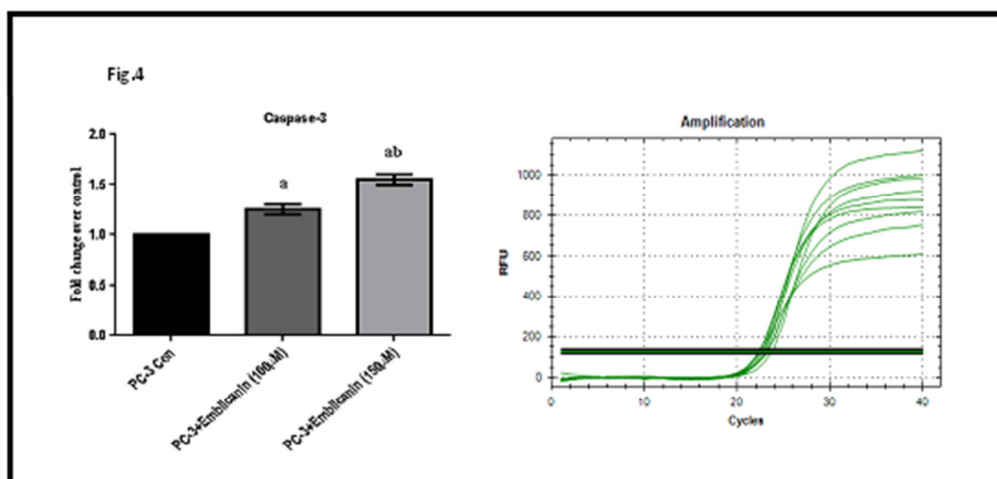 Fig.4
Caspase-3
Fold change over control
2.0
1.5
1.0
0.5
0.0
a
ab
PC-3 Con
PC-3+Emblicanin (100μM)
PC-3+Emblicanin (150μM)
Amplification
RFU
1000
800
600
400
200
0
0
10
20
30
40
Cycles